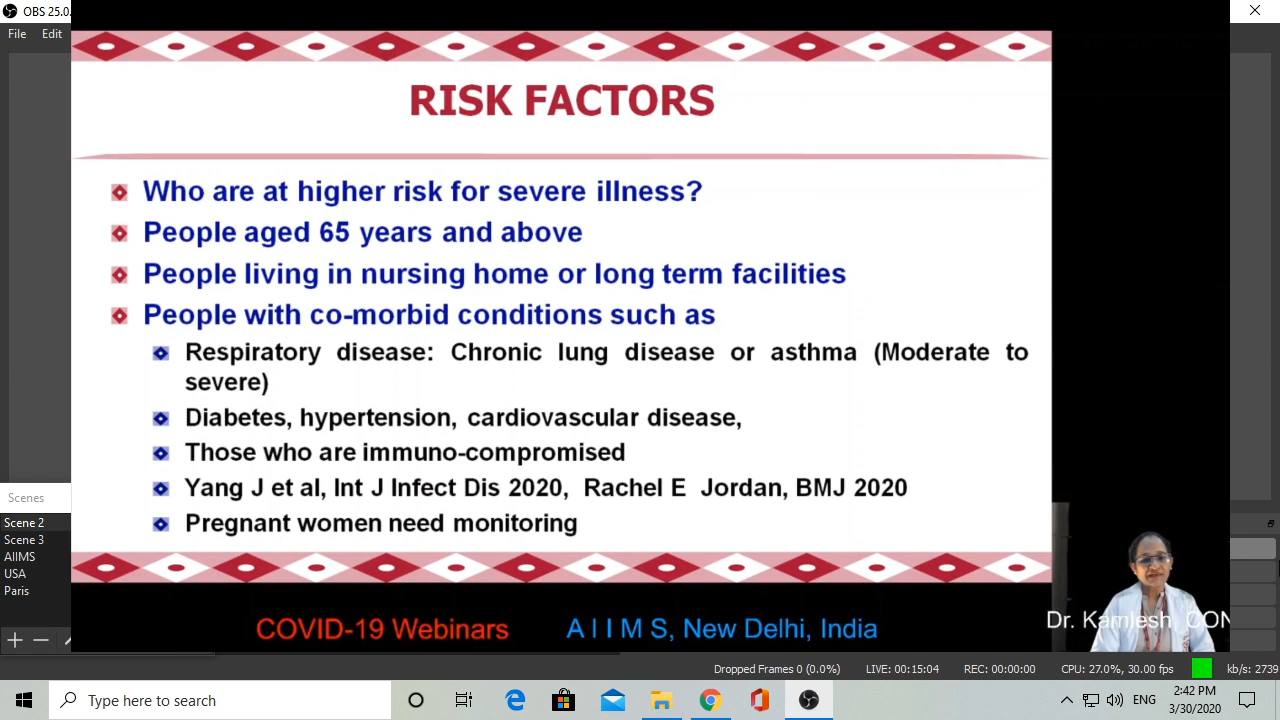 OBS 25.0.
File Edit
RISK FACTORS
Who are at higher risk for severe illness?
People aged 65 years and above
People living in nursing home or long term facilities
People with co-morbid conditions such as
Respiratory disease: Chronic lung disease or asthma (Moderate to
severe)
Diabetes, hypertension, cardiovascular disease,
Those who are immuno-compromised
Yang J et al, Int J Infect Dis 2020, Rachel E Jordan, BMJ 2020
Pregnant women need monitoring
Scenes
Scene 2
Scene 3
AIIMS
USA
Paris
COVID-19 Webinars A I I M S, New Delhi, India
Dr. Kamlesh, CON
Dropped Frames 0 (0.0%) LIVE: 00:15:04 REC: 00:00:00 CPU: 27.0%, 30.00 fps kb/s: 2739
Type here to search
ENG
2:42 PM
3/30/2020